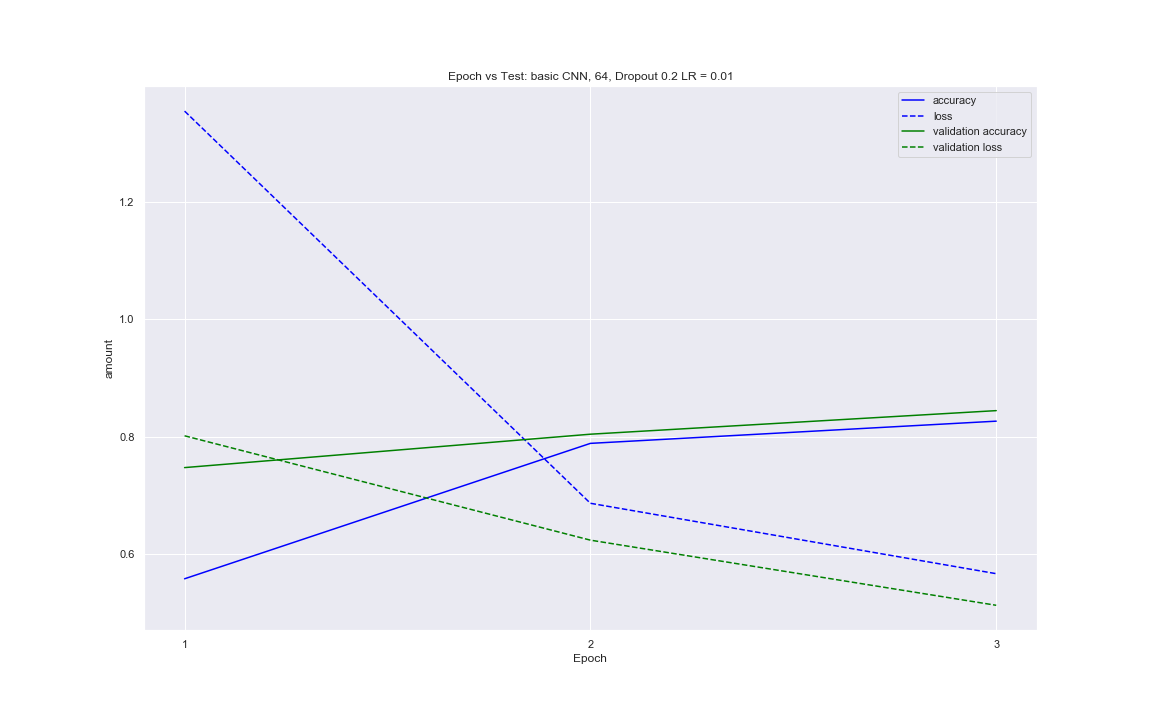 Epoch vs Test: basic CNN, 64, Dropout 0.2 LR = 0.01
accuracy
loss
validation accuracy
validation loss
1.2
1.0
0.8
0.6
amount
1 2 3
Epoch